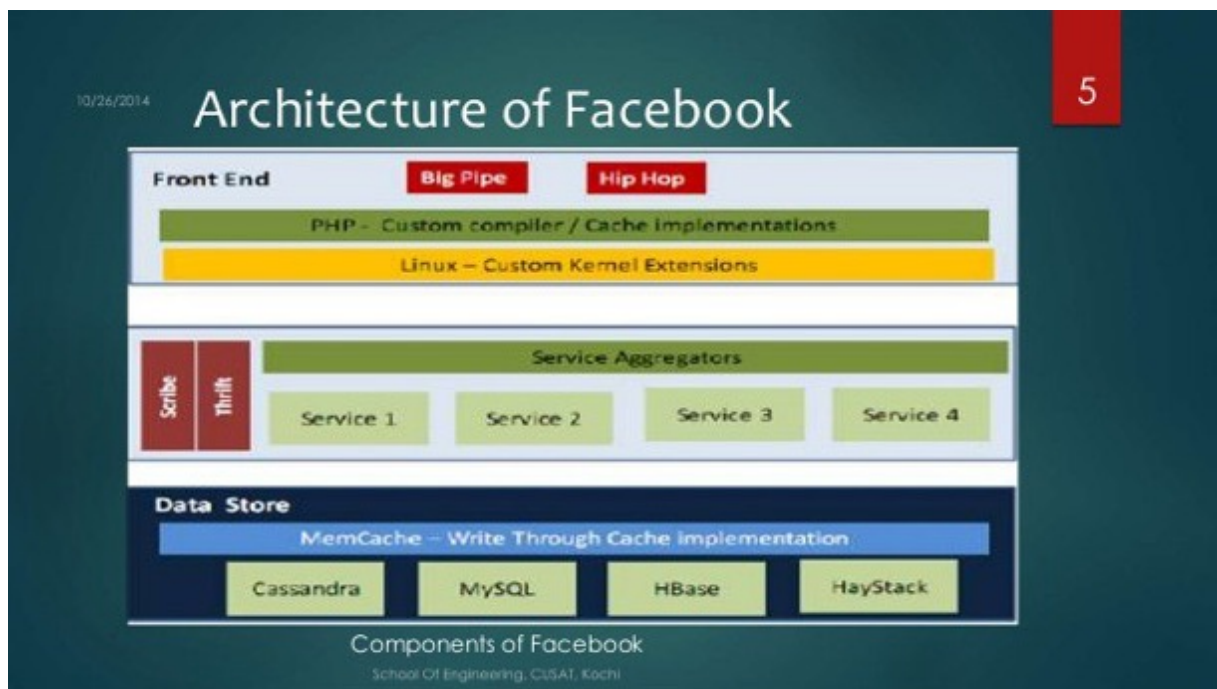 10/26/2014
Architecture of Facebook
5
Front End
Big Pipe
Hip Hop
PHP - Custom compiler / Cache implementations
Linux – Custom Kernel Extensions
Scribe
Thrift
Service Aggregators
Service 1
Service 2
Service 3
Service 4
Data Store
MemCache – Write Through Cache implementation
Cassandra
MySQL
HBase
HayStack
Components of Facebook
School Of Engineering, CUSAT, Kochi